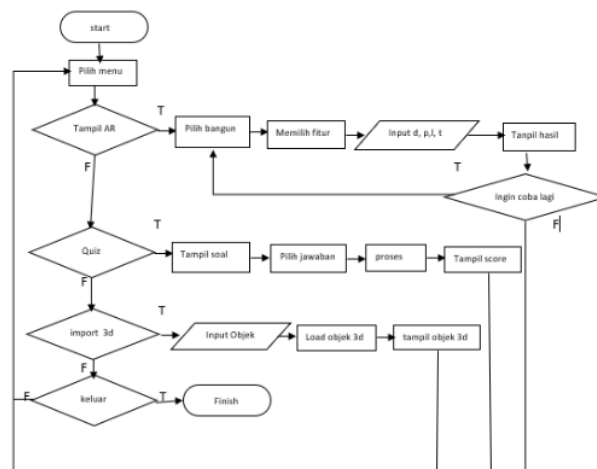 start
Pilih menu
Tampil AR
T
Pilih bangun
Memilih fitur
Input d, p,l, t
Tanpil hasil
F
T
Ingin coba lagi
F
Quiz
T
Tampil soal
Pilih jawaban
proses
Tampil score
F
import 3d
T
Input Objek
Load objek 3d
tampil objek 3d
F
F
keluar
T
Finish